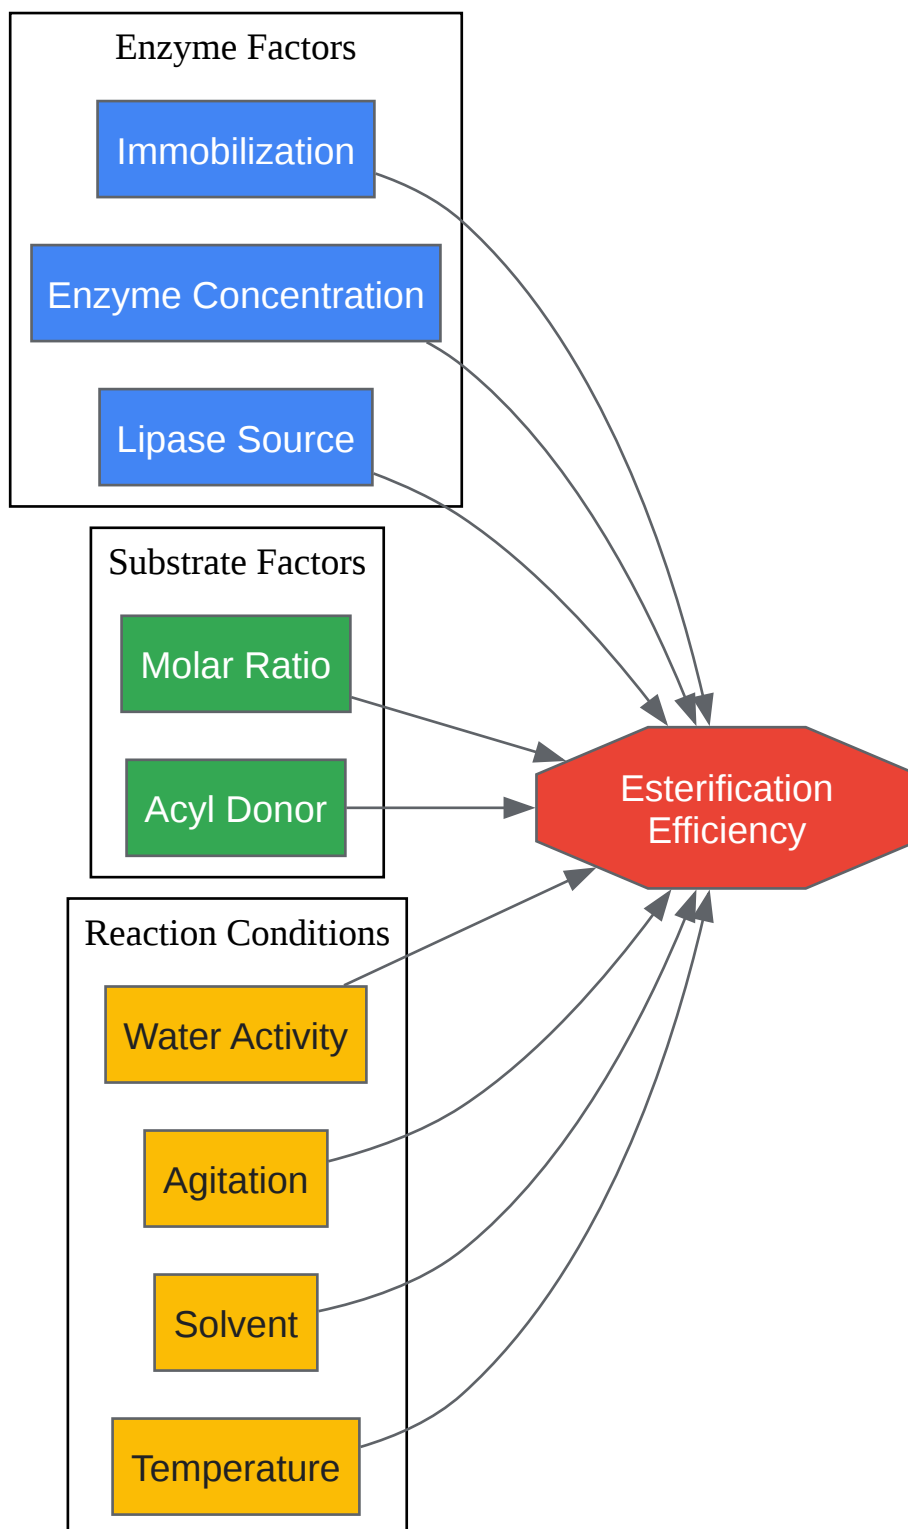 Enzyme Factors
Immobilization
Enzyme Concentration
Lipase Source
Substrate Factors
Molar Ratio
Acyl Donor
Esterification
Efficiency
Reaction Conditions
Water Activity
Agitation
Solvent
Temperature